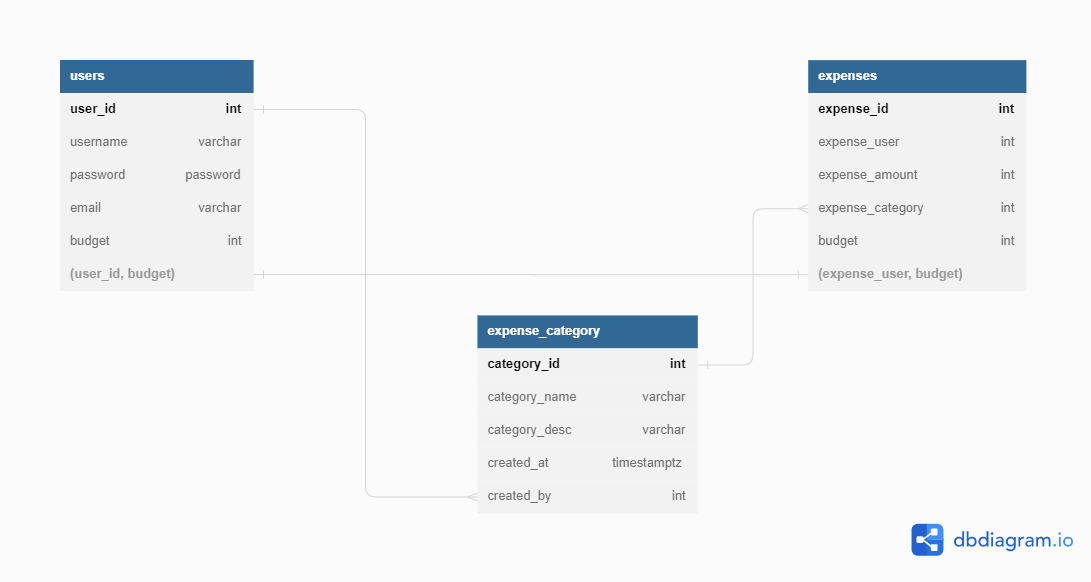 users
user_id int
username varchar
password password
email varchar
budget int
(user_id, budget)
expenses
expense_id int
expense_user int
expense_amount int
expense_category int
budget int
(expense_user, budget)
expense_category
category_id int
category_name varchar
category_desc varchar
created_at timestamptz
created_by int
dbdiagram.io